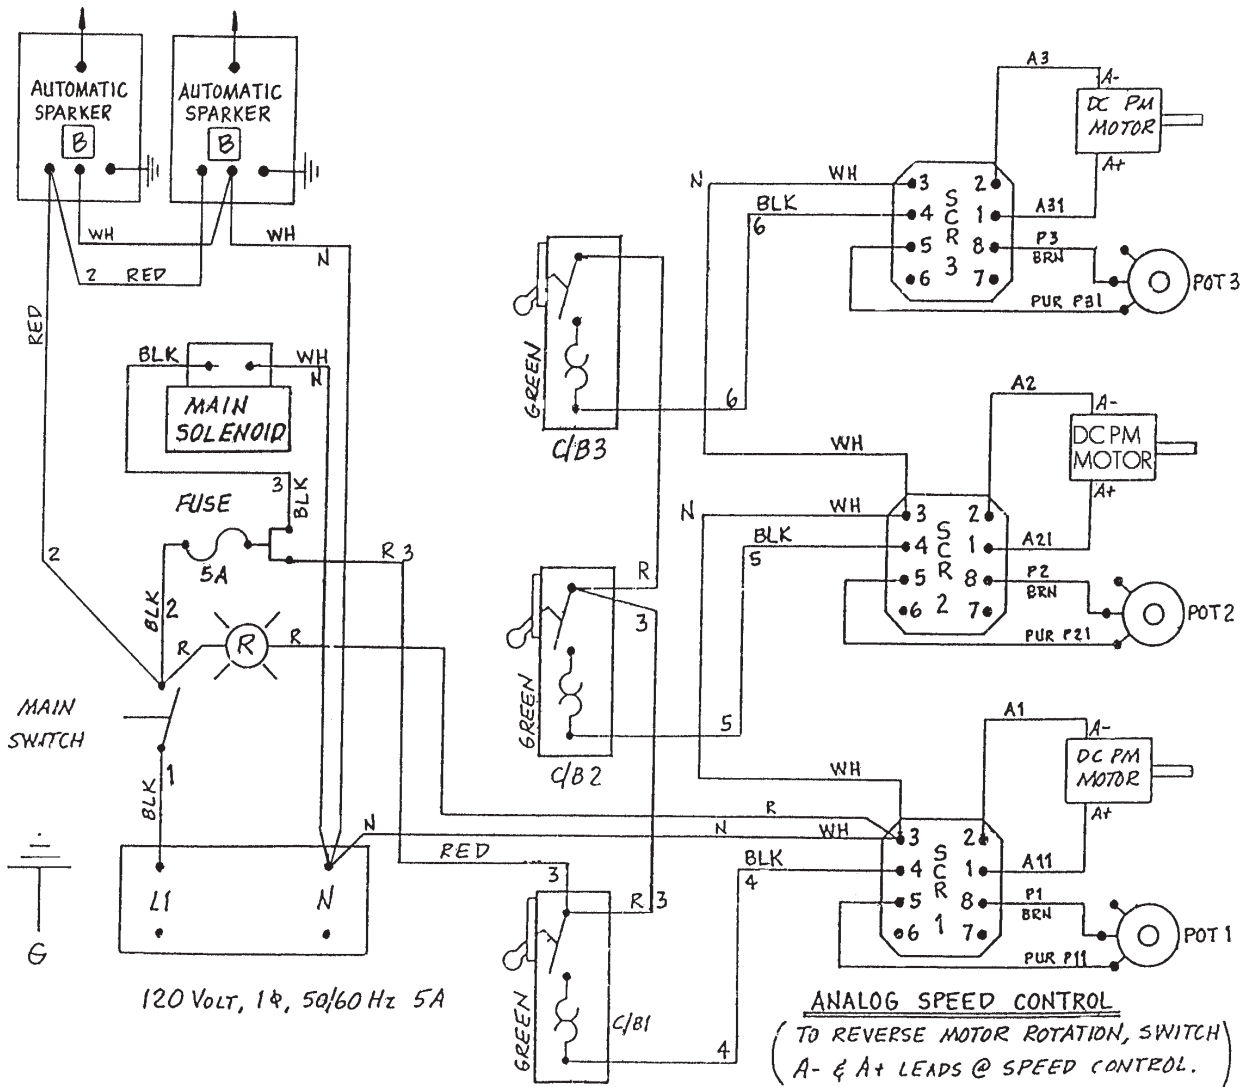 AUTOMATIC
SPARKER
B
AUTOMATIC
SPARKER
B
WH
WH
N
2 RED
RED
2
BLK
WH
N
MAIN
SOLENOID
3
BLK
FUSE
5A
R 3
BLK
2
R
R
R
MAIN
SWITCH
1
BLK
N
N
WH
R
RED
3
L1
N
G
120 VOLT, 1Φ, 50/60 HZ 5A
GREEN
C/B3
6
R
3
GREEN
C/B2
5
R 3
GREEN
C/B1
4
A3
A-
DC PM
MOTOR
A+
N
WH
BLK
6
3
4
5
6
SCR
3
2
1
8
7
A31
P3
BRN
PUR P31
POT 3
A2
A-
DC PM
MOTOR
A+
WH
N
WH
BLK
5
3
4
5
6
SCR
2
2
1
8
7
A21
P2
BRN
PUR P21
POT 2
A1
A-
DC PM
MOTOR
A+
WH
BLK
4
3
4
5
6
SCR
1
2
1
8
7
A11
P1
BRN
PUR P11
POT 1
ANALOG SPEED CONTROL
( TO REVERSE MOTOR ROTATION, SWITCH
A- & A+ LEADS @ SPEED CONTROL. )